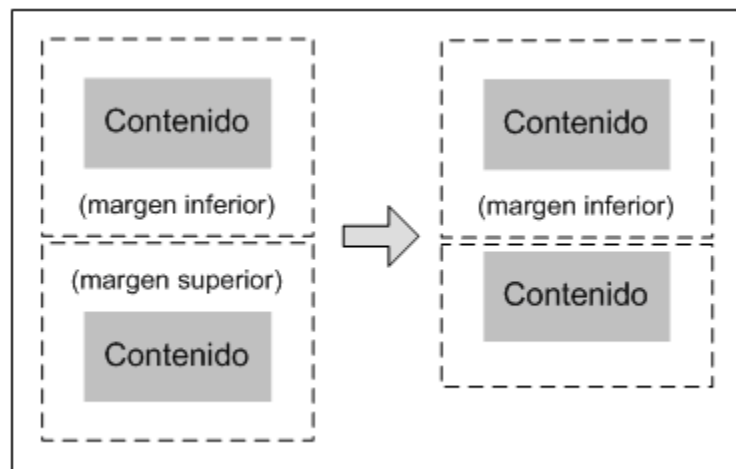 Contenido
(margen inferior)
(margen superior)
Contenido
Contenido
(margen inferior)
Contenido